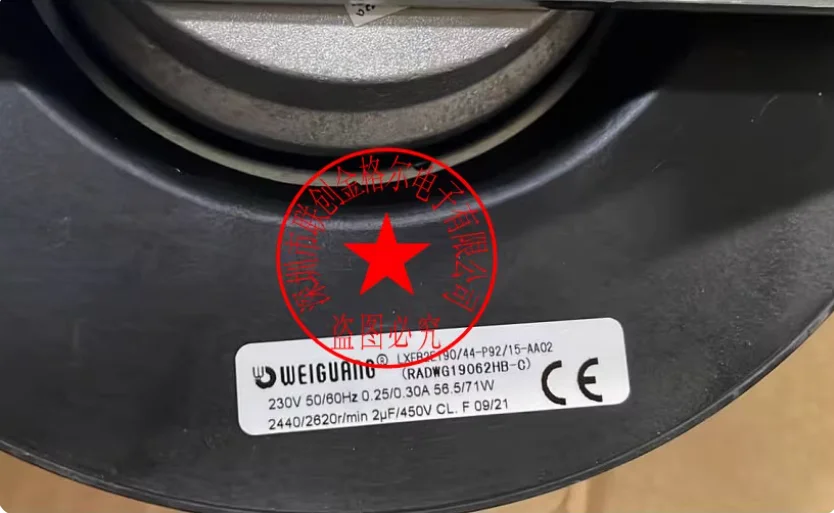 深圳市联创金格尔电子有限公司
盗图必究
WEIGUANG® LXFB2E190/44-P92/15-AA02
(RADWG19062HB-C)
230V 50/60Hz 0.25/0.30A 56.5/71W
2440/2620r/min 2μF/450V CL. F 09/21
CE